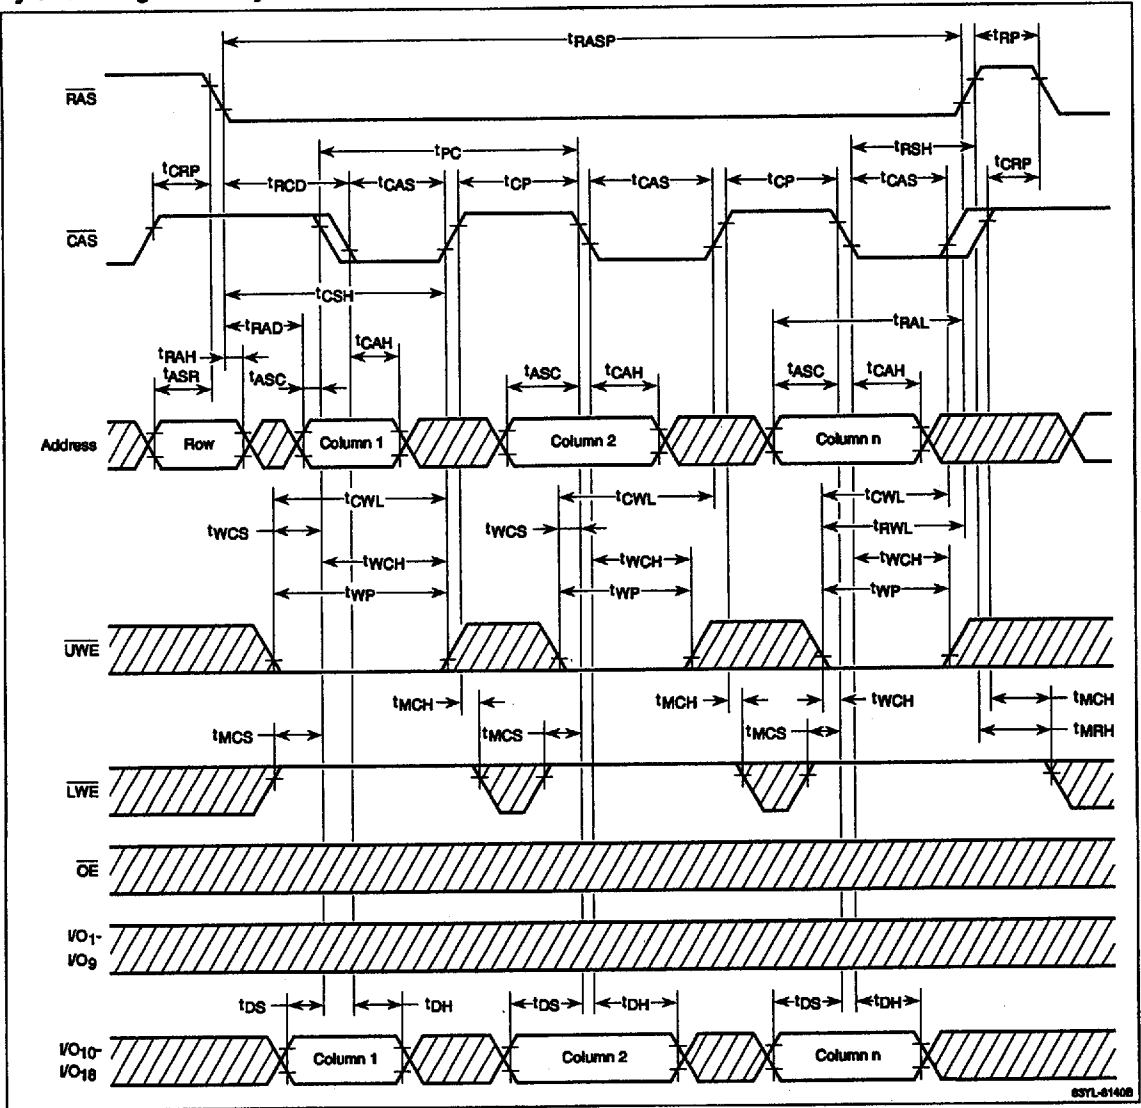 tRASP tRP
RAS
tPC tRSH
tCRP tRCD tCAS tCP tCAS tCP tCAS tCRP
CAS
tCSH
tRAD tRAL
tRAH tCAH
tASR tASC tASC tCAH tASC tCAH
Address Row Column 1 Column 2 Column n
tCWL tCWL tCWL
tWCS tWCS tRWL
tWCH tWCH tWCH
tWP tWP tWP
UWE
tMCH tMCH tWCH tMCH
tMCS tMCS tMCS tMRH
LWE
OE
I/O1-
I/O9
tDS tDH tDS tDH tDS tDH
I/O10- Column 1 Column 2 Column n
I/O18
83YL-6140B